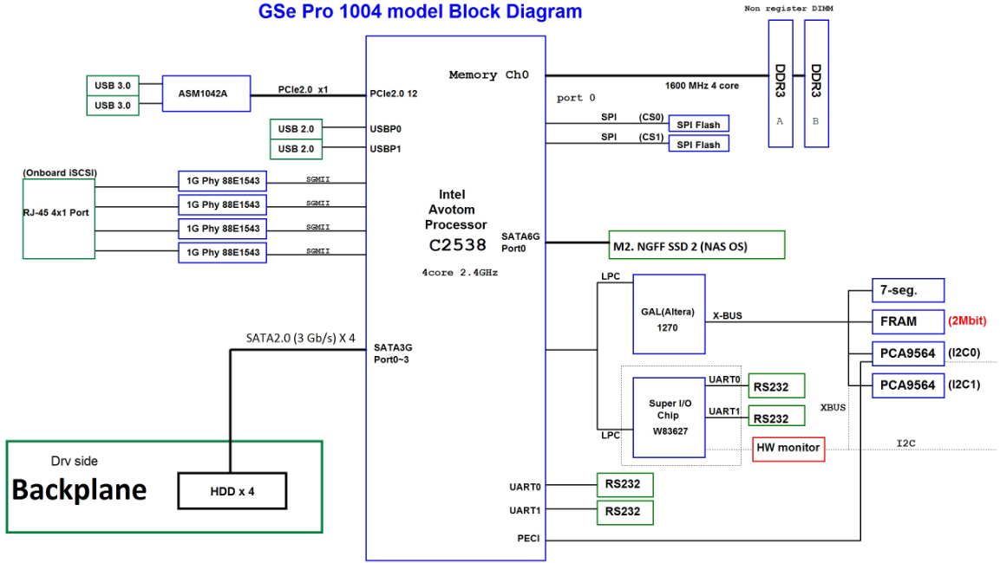 GSe Pro 1004 model Block Diagram
Non register DIMM
USB 3.0
USB 3.0
ASM1042A
PCIe2.0 x1
PCIe2.0 12
Memory Ch0
1600 MHz 4 core
DDR3
A
DDR3
B
port 0
USB 2.0
USBP0
USB 2.0
USBP1
SPI (CS0)
SPI Flash
SPI (CS1)
SPI Flash
(Onboard iSCSI)
RJ-45 4x1 Port
1G Phy 88E1543
SGMII
1G Phy 88E1543
SGMII
1G Phy 88E1543
SGMII
1G Phy 88E1543
SGMII
Intel
Avotom
Processor
C2538
4core 2.4GHz
SATA6G
Port0
M2. NGFF SSD 2 (NAS OS)
LPC
GAL(Altera)
1270
X-BUS
7-seg.
FRAM
(2Mbit)
PCA9564
(I2C0)
PCA9564
(I2C1)
SATA2.0 (3 Gb/s) X 4
SATA3G
Port0~3
Super I/O
Chip
W83627
LPC
UART0
RS232
UART1
RS232
XBUS
HW monitor
I2C
Drv side
Backplane
HDD x 4
UART0
RS232
UART1
RS232
PECI